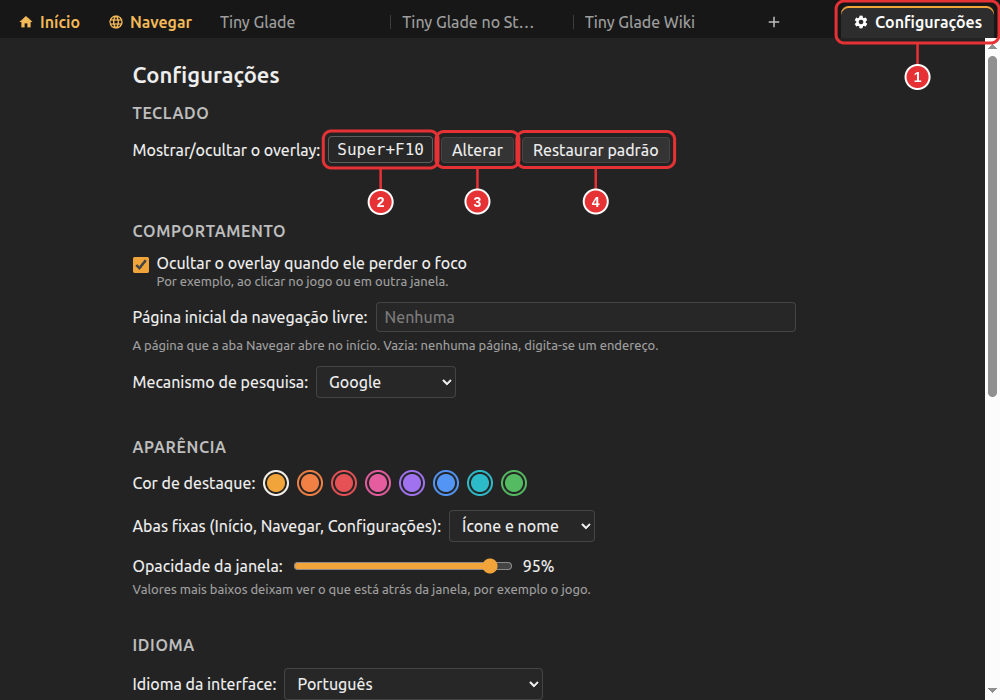 Início Navegar Tiny Glade Tiny Glade no St... Tiny Glade Wiki + Configurações
1
Configurações
TECLADO
Mostrar/ocultar o overlay: Super+F10 Alterar Restaurar padrão
2 3 4
COMPORTAMENTO
Ocultar o overlay quando ele perder o foco
Por exemplo, ao clicar no jogo ou em outra janela.
Página inicial da navegação livre: Nenhuma
A página que a aba Navegar abre no início. Vazia: nenhuma página, digita-se um endereço.
Mecanismo de pesquisa: Google
APARÊNCIA
Cor de destaque:
Abas fixas (Início, Navegar, Configurações): Ícone e nome
Opacidade da janela: 95%
Valores mais baixos deixam ver o que está atrás da janela, por exemplo o jogo.
IDIOMA
Idioma da interface: Português